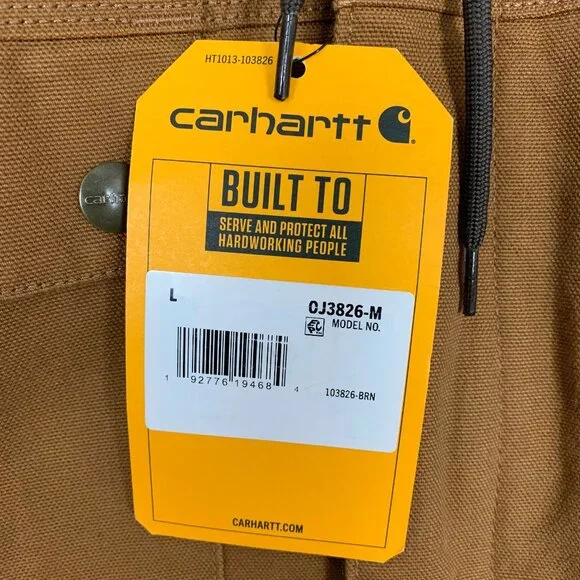 HT1013-103826
carhartt
carhartt
BUILT TO
SERVE AND PROTECT ALL
HARDWORKING PEOPLE
L
OJ3826-M
MODEL NO.
1 92776 19468 4
103826-BRN
CARHARTT.COM